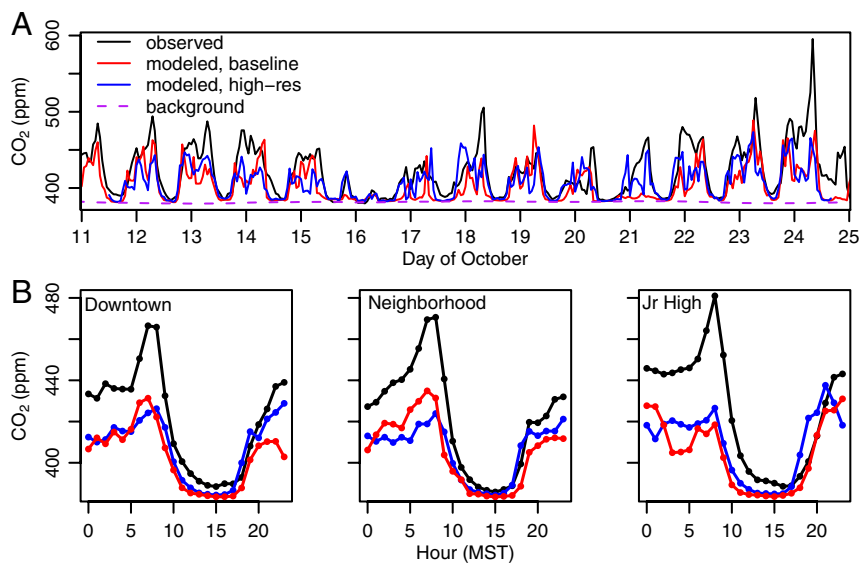 A
observed
modeled, baseline
modeled, high−res
background
CO2 (ppm)
600
500
400
11 12 13 14 15 16 17 18 19 20 21 22 23 24 25
Day of October
B
Downtown
Neighborhood
Jr High
CO2 (ppm)
480
440
400
0 5 10 15 20
0 5 10 15 20
0 5 10 15 20
Hour (MST)